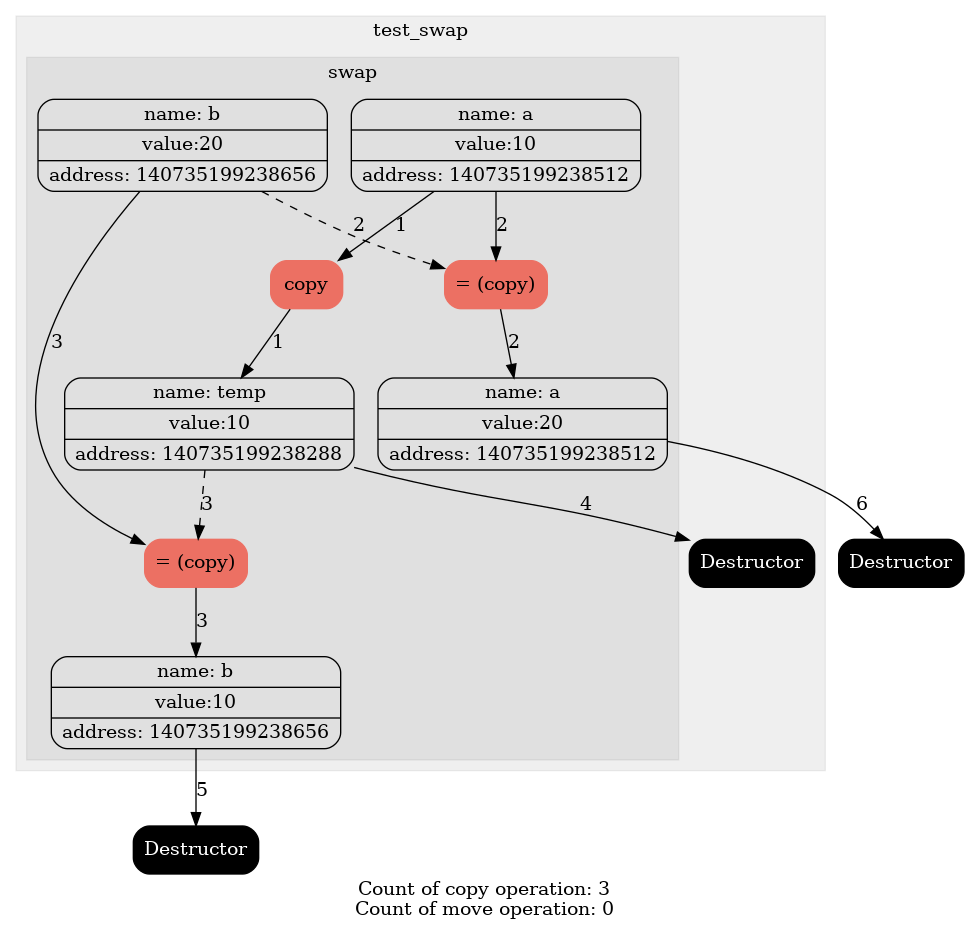 test_swap
swap
name: b
value:20
address: 140735199238656
name: a
value:10
address: 140735199238512
2
1
2
copy
= (copy)
3
1
2
name: temp
value:10
address: 140735199238288
name: a
value:20
address: 140735199238512
3
4
6
= (copy)
Destructor
Destructor
3
name: b
value:10
address: 140735199238656
5
Destructor
Count of copy operation: 3
Count of move operation: 0